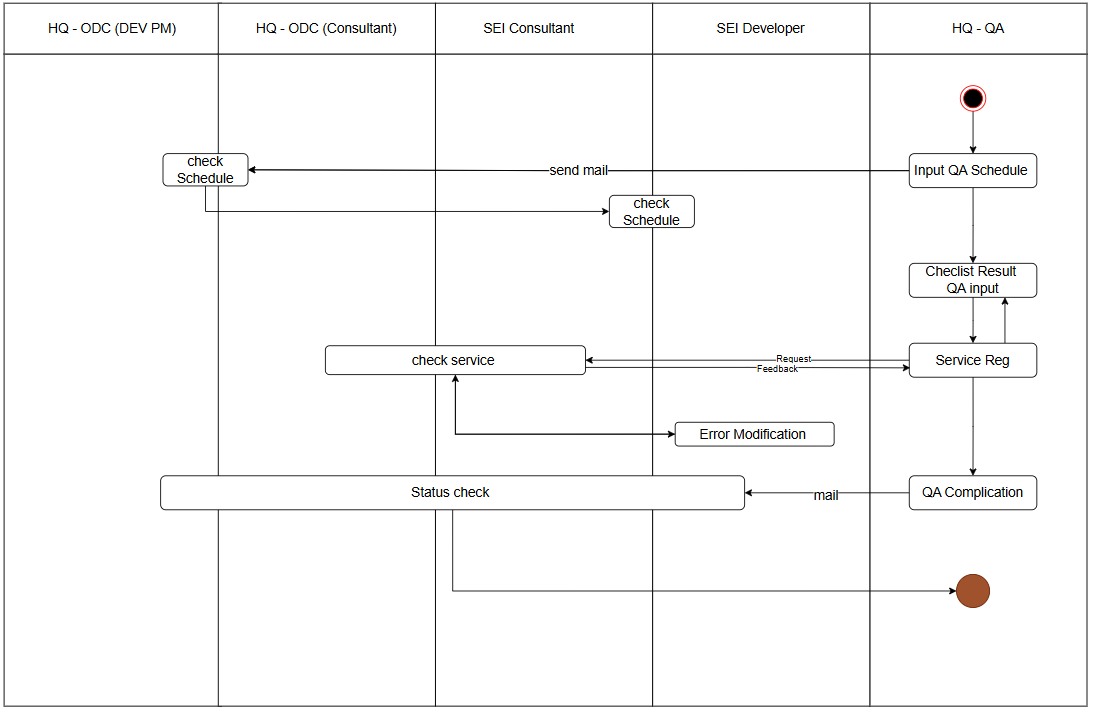 HQ - ODC (DEV PM)
HQ - ODC (Consultant)
SEI Consultant
SEI Developer
HQ - QA
check
Schedule
send mail
Input QA Schedule
check
Schedule
Checlist Result
QA input
check service
Request
Feedback
Service Reg
Error Modification
Status check
mail
QA Complication